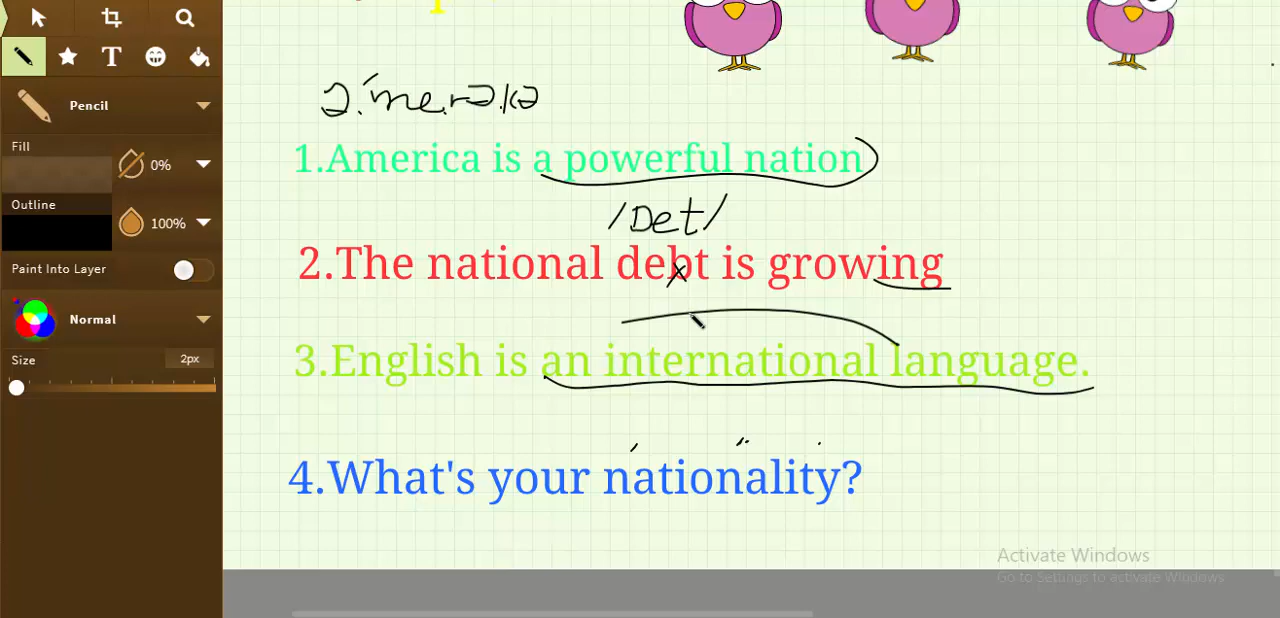 Pencil
Fill
0%
Outline
100%
Paint Into Layer
Normal
Size
2px
1.America is a powerful nation
/Det/
2.The national debt is growing
3.English is an international language.
4.What's your nationality?
Activate Windows
Go to Settings to activate Windows.